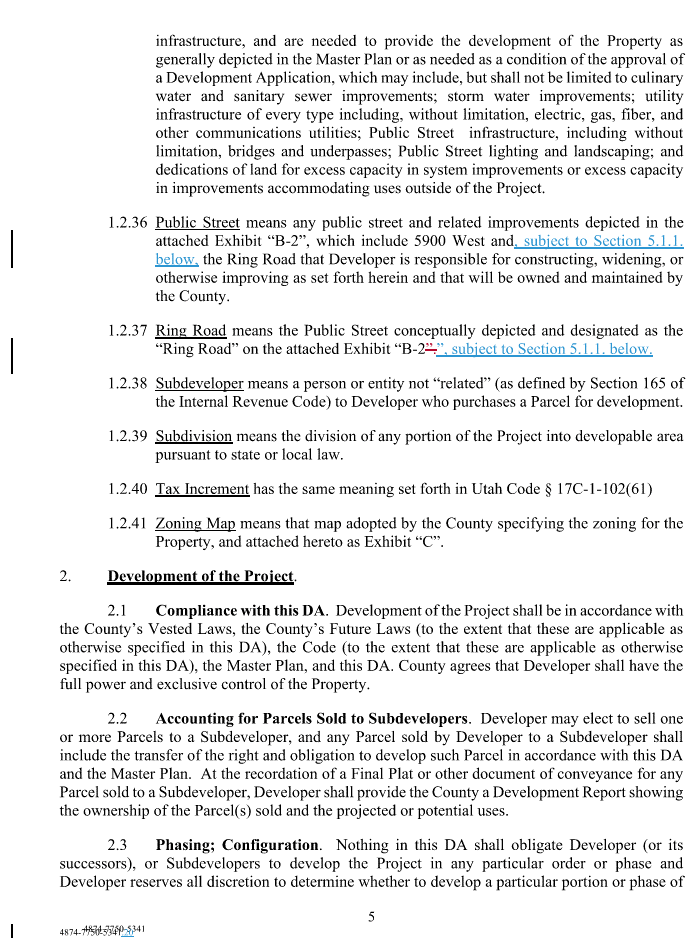 infrastructure, and are needed to provide the development of the Property as
generally depicted in the Master Plan or as needed as a condition of the approval of
a Development Application, which may include, but shall not be limited to culinary
water and sanitary sewer improvements; storm water improvements; utility
infrastructure of every type including, without limitation, electric, gas, fiber, and
other communications utilities; Public Street infrastructure, including without
limitation, bridges and underpasses; Public Street lighting and landscaping; and
dedications of land for excess capacity in system improvements or excess capacity
in improvements accommodating uses outside of the Project.
1.2.36 Public Street means any public street and related improvements depicted in the
attached Exhibit “B-2”, which include 5900 West and, subject to Section 5.1.1.
below, the Ring Road that Developer is responsible for constructing, widening, or
otherwise improving as set forth herein and that will be owned and maintained by
the County.
1.2.37 Ring Road means the Public Street conceptually depicted and designated as the
“Ring Road” on the attached Exhibit “B-2”.”, subject to Section 5.1.1. below.
1.2.38 Subdeveloper means a person or entity not “related” (as defined by Section 165 of
the Internal Revenue Code) to Developer who purchases a Parcel for development.
1.2.39 Subdivision means the division of any portion of the Project into developable area
pursuant to state or local law.
1.2.40 Tax Increment has the same meaning set forth in Utah Code § 17C-1-102(61)
1.2.41 Zoning Map means that map adopted by the County specifying the zoning for the
Property, and attached hereto as Exhibit “C”.
2. Development of the Project.
2.1 Compliance with this DA. Development of the Project shall be in accordance with
the County’s Vested Laws, the County’s Future Laws (to the extent that these are applicable as
otherwise specified in this DA), the Code (to the extent that these are applicable as otherwise
specified in this DA), the Master Plan, and this DA. County agrees that Developer shall have the
full power and exclusive control of the Property.
2.2 Accounting for Parcels Sold to Subdevelopers. Developer may elect to sell one
or more Parcels to a Subdeveloper, and any Parcel sold by Developer to a Subdeveloper shall
include the transfer of the right and obligation to develop such Parcel in accordance with this DA
and the Master Plan. At the recordation of a Final Plat or other document of conveyance for any
Parcel sold to a Subdeveloper, Developer shall provide the County a Development Report showing
the ownership of the Parcel(s) sold and the projected or potential uses.
2.3 Phasing; Configuration. Nothing in this DA shall obligate Developer (or its
successors), or Subdevelopers to develop the Project in any particular order or phase and
Developer reserves all discretion to determine whether to develop a particular portion or phase of
5
4874-7750-5341